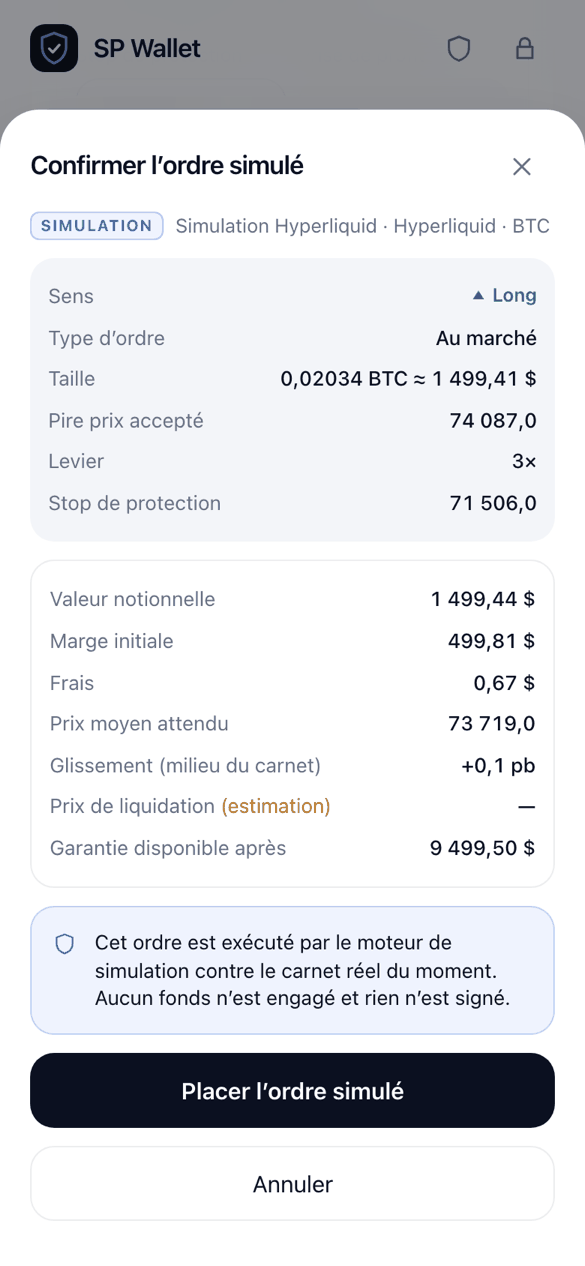 SP Wallet
Confirmer l’ordre simulé
SIMULATION Simulation Hyperliquid · Hyperliquid · BTC
Sens ▲ Long
Type d’ordre Au marché
Taille 0,02034 BTC ≈ 1 499,41 $
Pire prix accepté 74 087,0
Levier 3×
Stop de protection 71 506,0
Valeur notionnelle 1 499,44 $
Marge initiale 499,81 $
Frais 0,67 $
Prix moyen attendu 73 719,0
Glissement (milieu du carnet) +0,1 pb
Prix de liquidation (estimation) —
Garantie disponible après 9 499,50 $
Cet ordre est exécuté par le moteur de
simulation contre le carnet réel du moment.
Aucun fonds n’est engagé et rien n’est signé.
Placer l’ordre simulé
Annuler